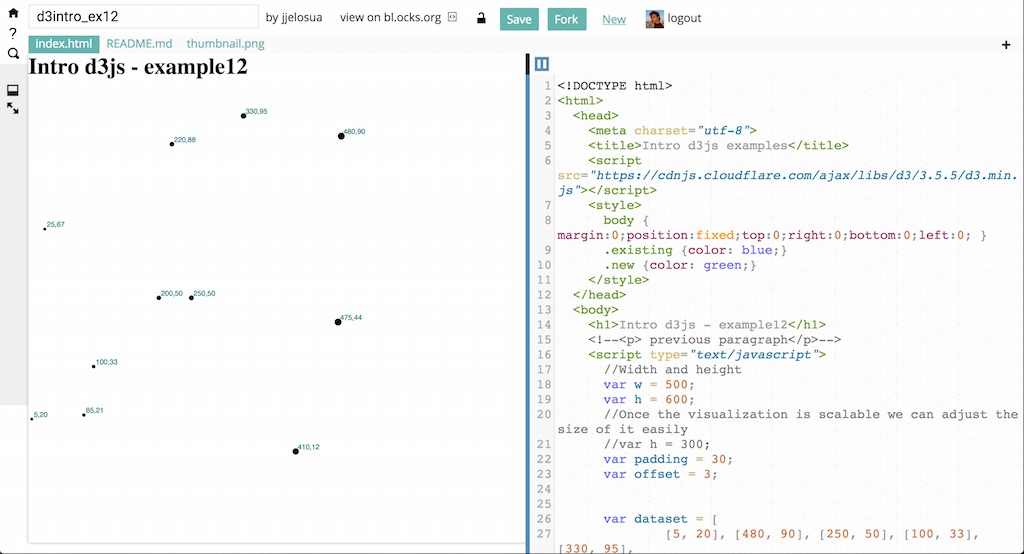 d3intro_ex12 by jjelosua view on bl.ocks.org Save Fork New logout
?
index.html README.md thumbnail.png +
Intro d3js - example12
330,95
480,90
220,88
25,67
200,50 250,50
475,44
100,33
85,21
5,20
410,12
1 <!DOCTYPE html>
2 <html>
3 <head>
4 <meta charset="utf-8">
5 <title>Intro d3js examples</title>
6 <script
src="https://cdnjs.cloudflare.com/ajax/libs/d3/3.5.5/d3.min.
js"></script>
7 <style>
8 body {
margin:0;position:fixed;top:0;right:0;bottom:0;left:0; }
9 .existing {color: blue;}
10 .new {color: green;}
11 </style>
12 </head>
13 <body>
14 <h1>Intro d3js - example12</h1>
15 <!--<p> previous paragraph</p>-->
16 <script type="text/javascript">
17 //Width and height
18 var w = 500;
19 var h = 600;
20 //Once the visualization is scalable we can adjust the
size of it easily
21 //var h = 300;
22 var padding = 30;
23 var offset = 3;
24
25
26 var dataset = [
27 [5, 20], [480, 90], [250, 50], [100, 33],
[330, 95],